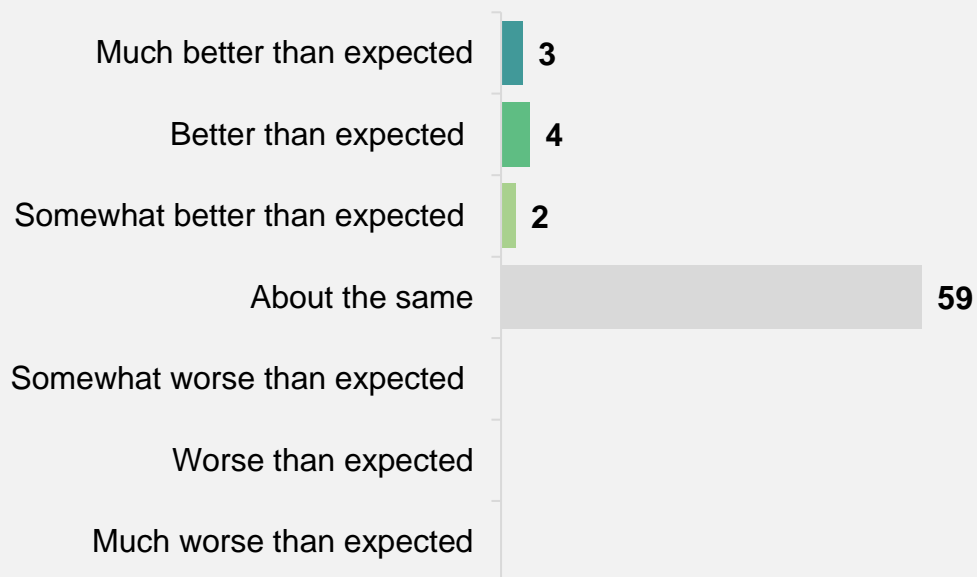 Much better than expected 3
Better than expected 4
Somewhat better than expected 2
About the same 59
Somewhat worse than expected
Worse than expected
Much worse than expected